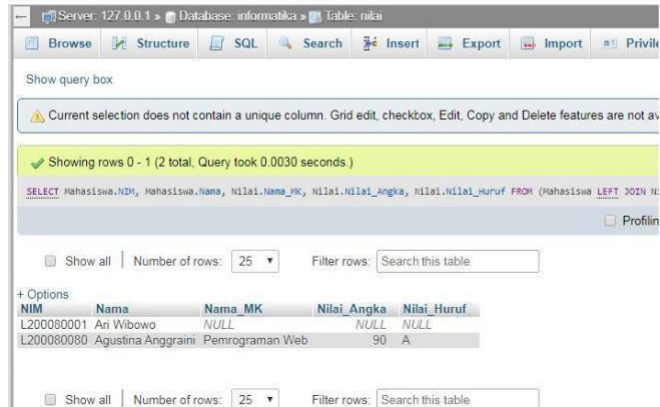 Server: 127.0.0.1 » Database: informatika » Table: nilai
Browse Structure SQL Search Insert Export Import
Show query box
Current selection does not contain a unique column. Grid edit, checkbox, Edit, Copy and Delete features are not
Showing rows 0 - 1 (2 total, Query took 0.0030 seconds.)
SELECT Mahasiswa.NIM, Mahasiswa.Nama, Nilai.Nama_MK, Nilai.Nilai_Angka, Nilai.Nilai_Huruf FROM (Mahasiswa LEFT JOIN
Show all Number of rows: 25 Filter rows: Search this table
+ Options
NIM Nama Nama_MK Nilai_Angka Nilai_Huruf
L200080001 Ari Wibowo NULL NULL NULL
L200080080 Agustina Anggraini Pemrograman Web 90 A
Show all Number of rows: 25 Filter rows: Search this table